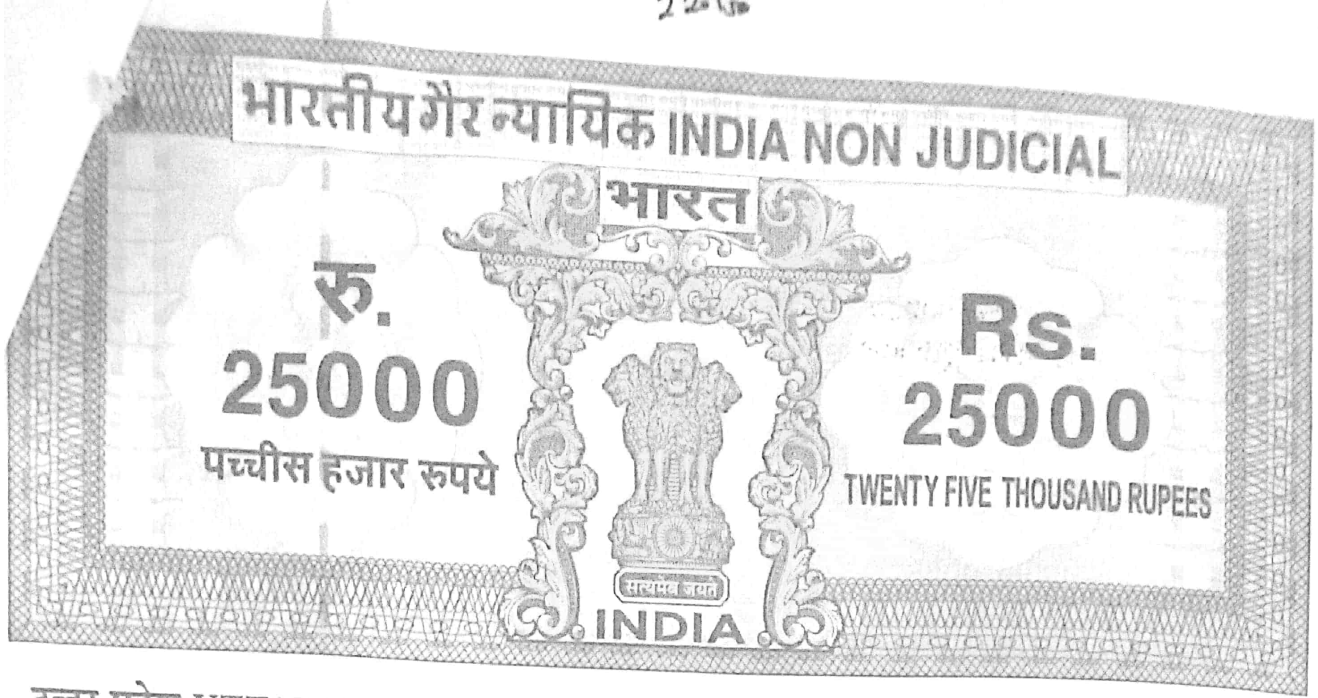 भारतीय गैर न्यायिक INDIA NON JUDICIAL
भारत
रु.
25000
पच्चीस हजार रुपये
Rs.
25000
TWENTY FIVE THOUSAND RUPEES
सत्यमेव जयते
INDIA